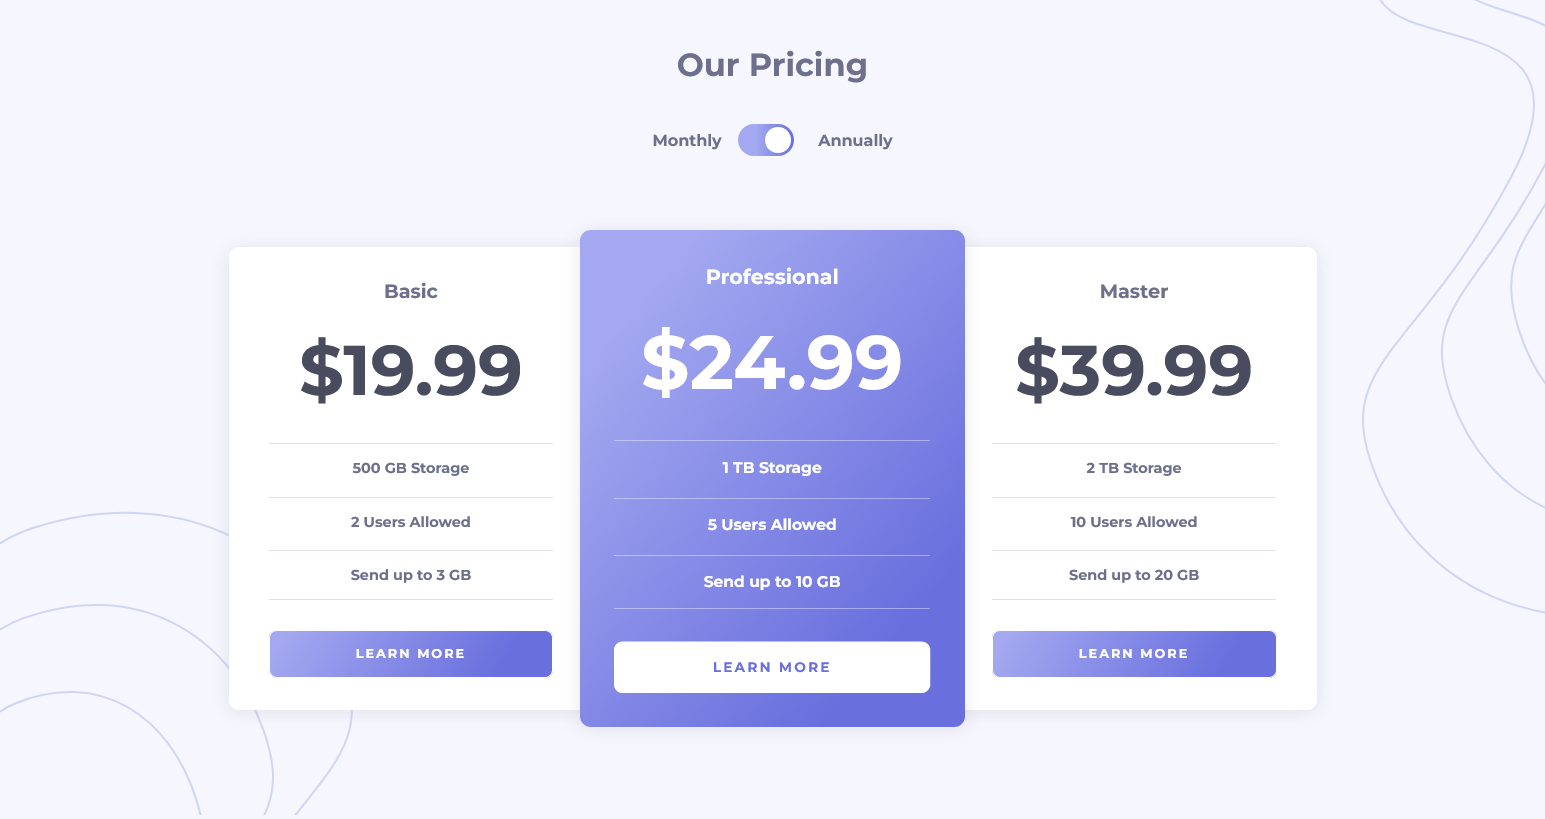 Our Pricing
Monthly Annually
Basic
$19.99
500 GB Storage
2 Users Allowed
Send up to 3 GB
LEARN MORE
Professional
$24.99
1 TB Storage
5 Users Allowed
Send up to 10 GB
LEARN MORE
Master
$39.99
2 TB Storage
10 Users Allowed
Send up to 20 GB
LEARN MORE